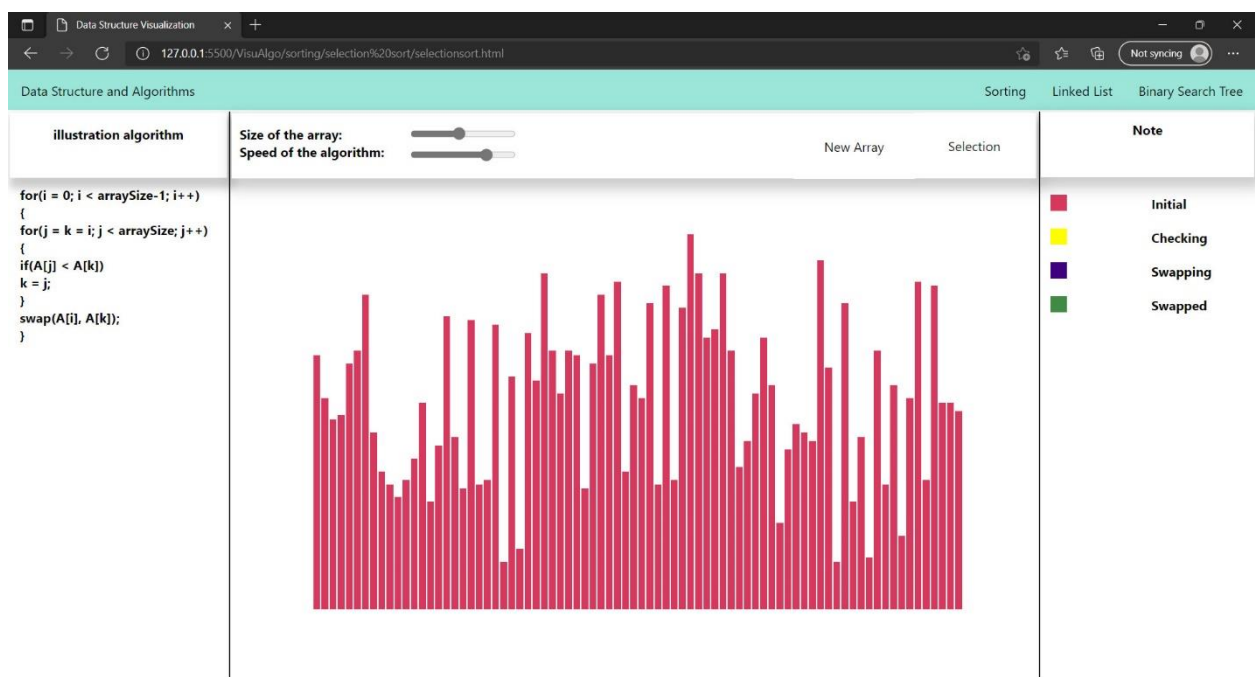 Data Structure Visualization
127.0.0.1:5500/VisuAlgo/sorting/selection%20sort/selectionsort.html
Not syncing
Data Structure and Algorithms
Sorting
Linked List
Binary Search Tree
illustration algorithm
for(i = 0; i < arraySize-1; i++)
{
for(j = k = i; j < arraySize; j++)
{
if(A[j] < A[k])
k = j;
}
swap(A[i], A[k]);
}
Size of the array:
Speed of the algorithm:
New Array
Selection
Note
Initial
Checking
Swapping
Swapped